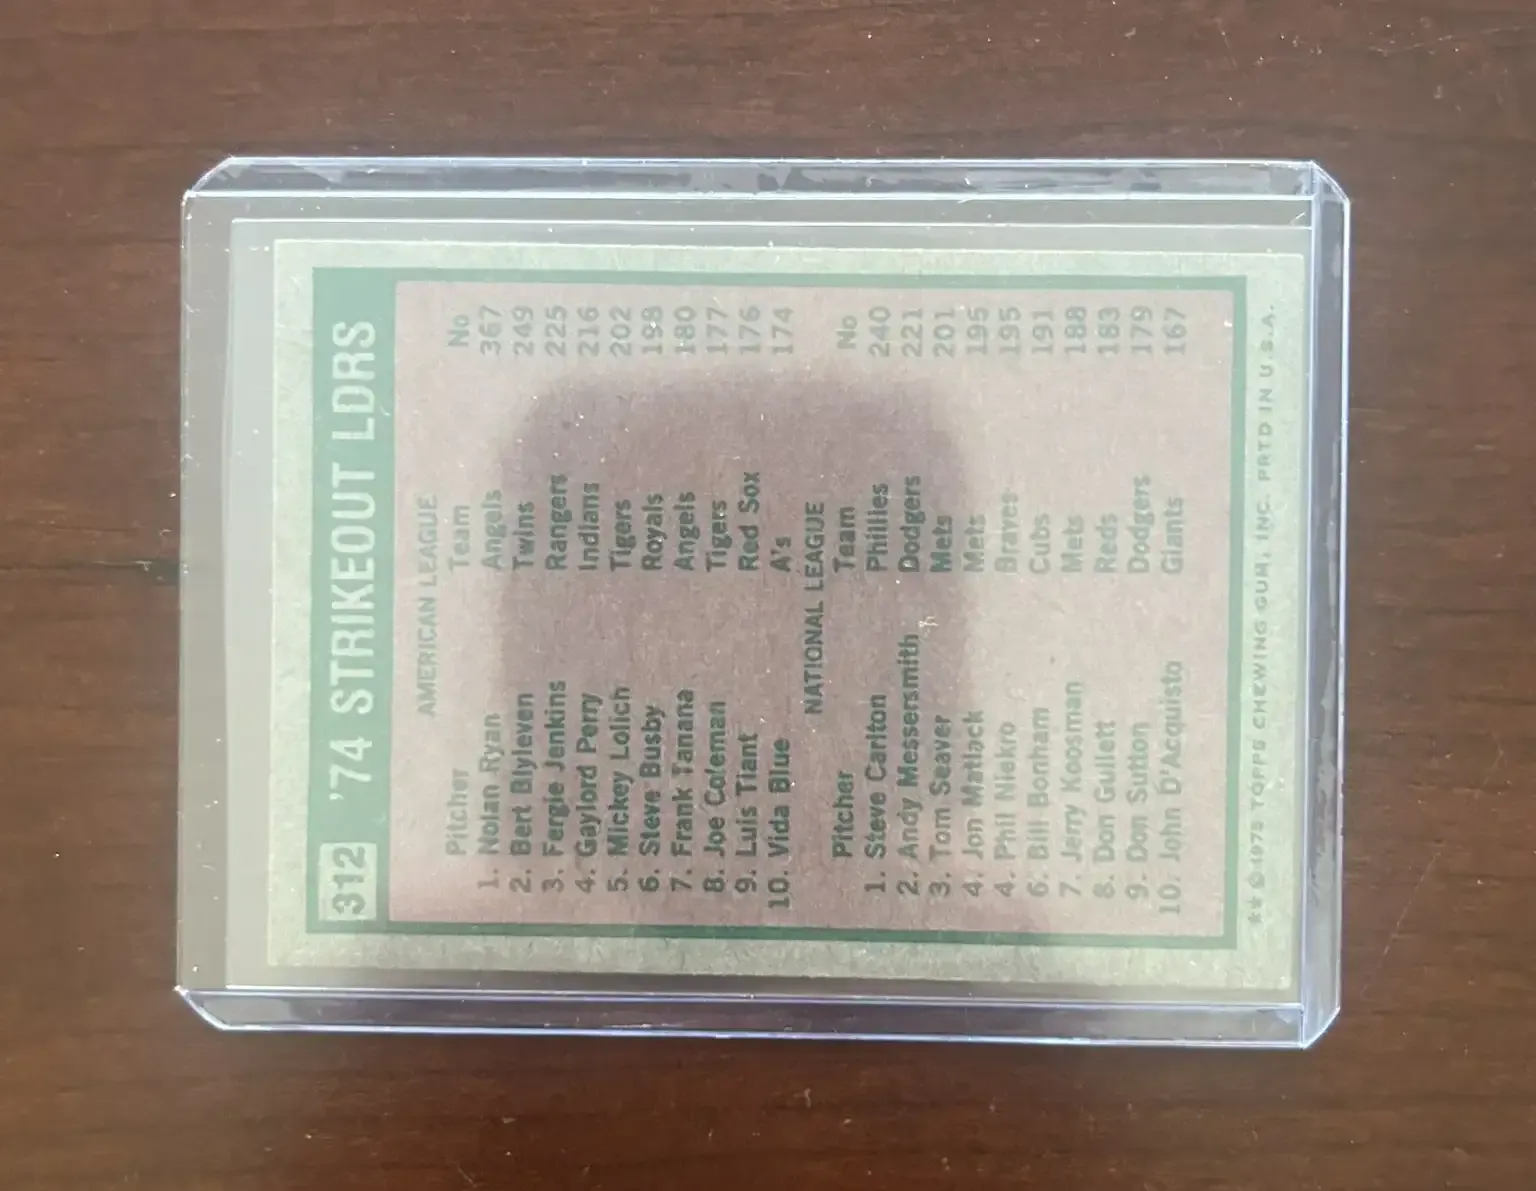 312 '74 STRIKEOUT LDRS
AMERICAN LEAGUE
Pitcher Team No
1. Nolan Ryan Angels 367
2. Bert Blyleven Twins 249
3. Fergie Jenkins Rangers 225
4. Gaylord Perry Indians 216
5. Mickey Lolich Tigers 202
6. Steve Busby Royals 198
7. Frank Tanana Angels 180
8. Joe Coleman Tigers 177
9. Luis Tiant Red Sox 176
10. Vida Blue A's 174
NATIONAL LEAGUE
Pitcher Team No
1. Steve Carlton Phillies 240
2. Andy Messersmith Dodgers 221
3. Tom Seaver Mets 201
4. Jon Matlack Mets 195
4. Phil Niekro Braves 195
6. Bill Bonham Cubs 191
7. Jerry Koosman Mets 188
8. Don Gullett Reds 183
9. Don Sutton Dodgers 179
10. John D'Acquisto Giants 167
** © 1975 TOPPS CHEWING GUM, INC. PRTD IN U.S.A.